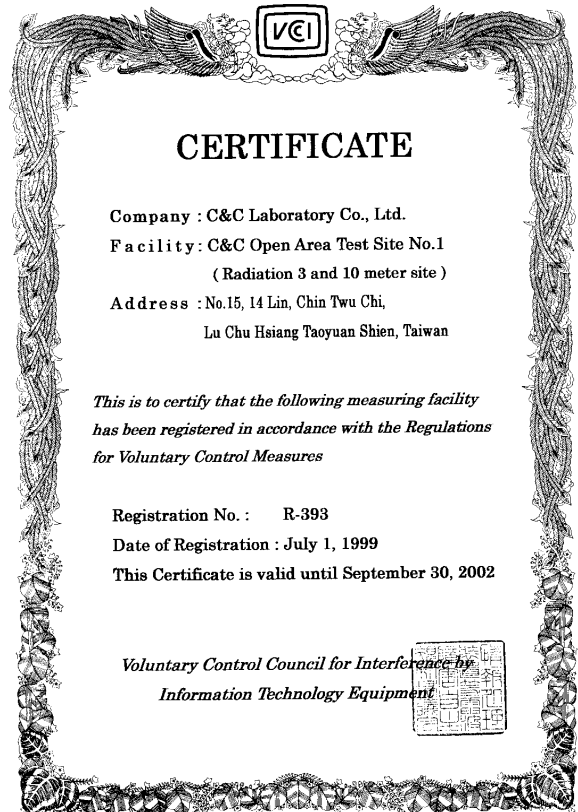 VCCI
CERTIFICATE
Company : C&C Laboratory Co., Ltd.
Facility: C&C Open Area Test Site No.1
( Radiation 3 and 10 meter site )
Address : No.15, 14 Lin, Chin Twu Chi,
Lu Chu Hsiang Taoyuan Shien, Taiwan
This is to certify that the following measuring facility
has been registered in accordance with the Regulations
for Voluntary Control Measures
Registration No. : R-393
Date of Registration : July 1, 1999
This Certificate is valid until September 30, 2002
Voluntary Control Council for Interference by
Information Technology Equipment